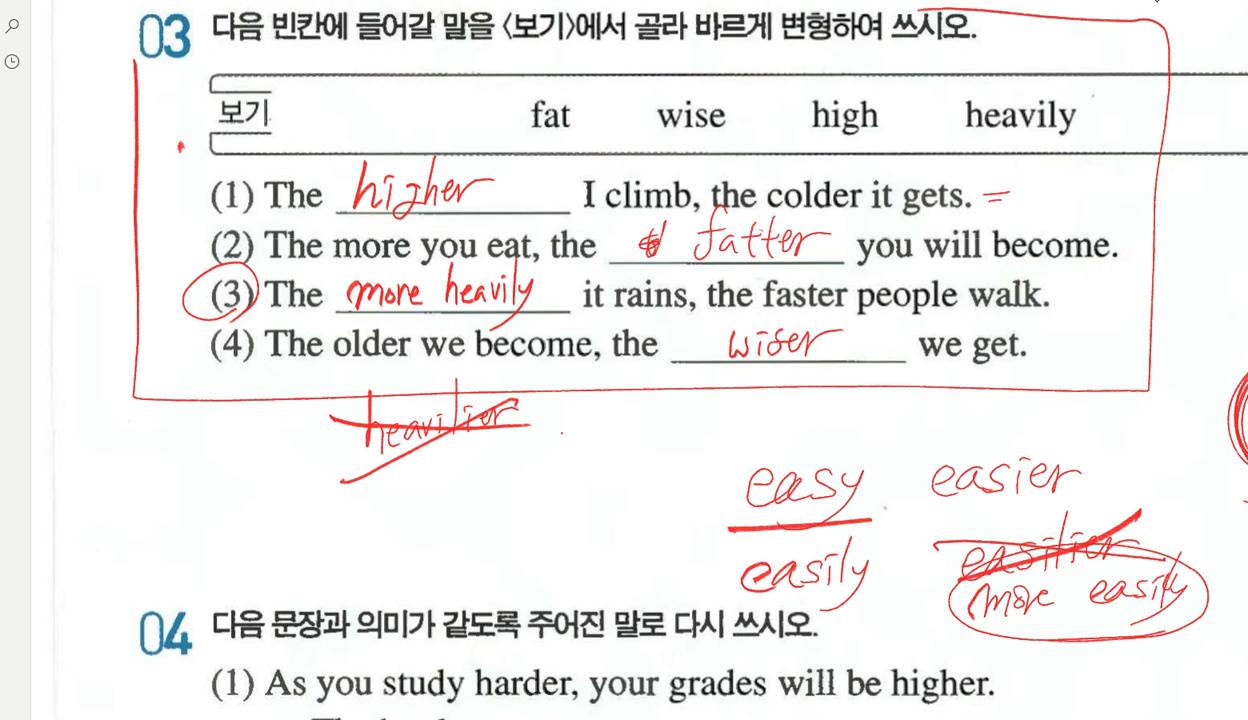 03 다음 빈칸에 들어갈 말을 〈보기〉에서 골라 바르게 변형하여 쓰시오.
보기 fat wise high heavily
(1) The higher I climb, the colder it gets. =
(2) The more you eat, the fatter you will become.
(3) The more heavily it rains, the faster people walk.
(4) The older we become, the wiser we get.
heavilier
easy easier
easilier
easily more easily
04 다음 문장과 의미가 같도록 주어진 말로 다시 쓰시오.
(1) As you study harder, your grades will be higher.